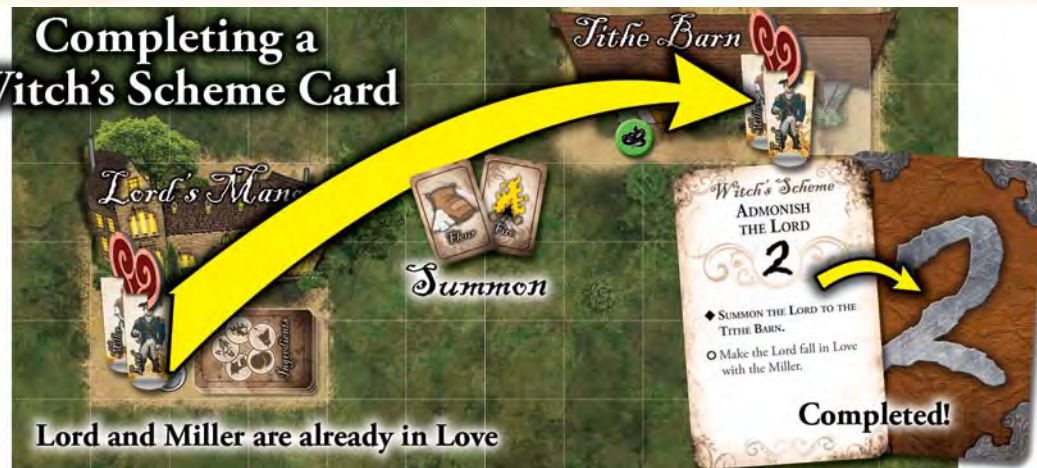 Completing a
Witch's Scheme Card
Tithe Barn
Lord's Mano
Flour
Fire
Summon
Witch's Scheme
ADMONISH
THE LORD
2
◆ SUMMON THE LORD TO THE
TITHE BARN.
○ Make the Lord fall in Love
with the Miller.
2
Ingredients
Lord and Miller are already in Love
Completed!